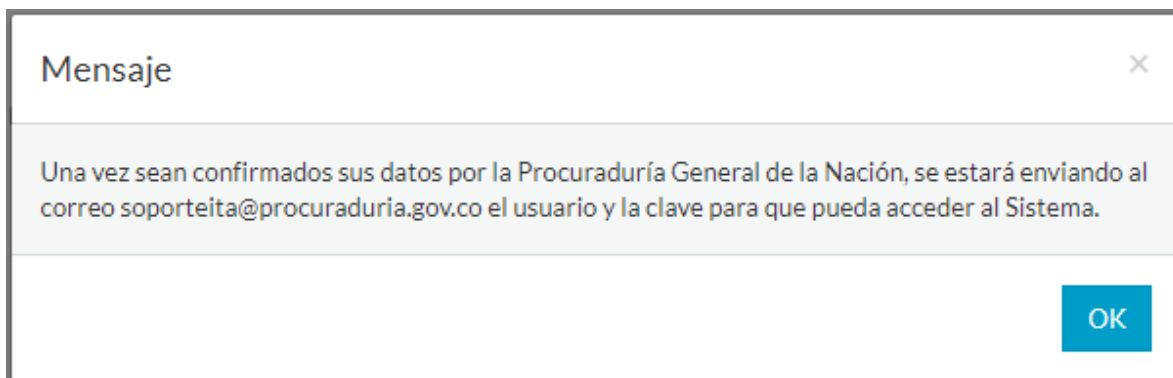 Mensaje
×
Una vez sean confirmados sus datos por la Procuraduría General de la Nación, se estará enviando al
correo soporteita@procuraduria.gov.co el usuario y la clave para que pueda acceder al Sistema.
OK